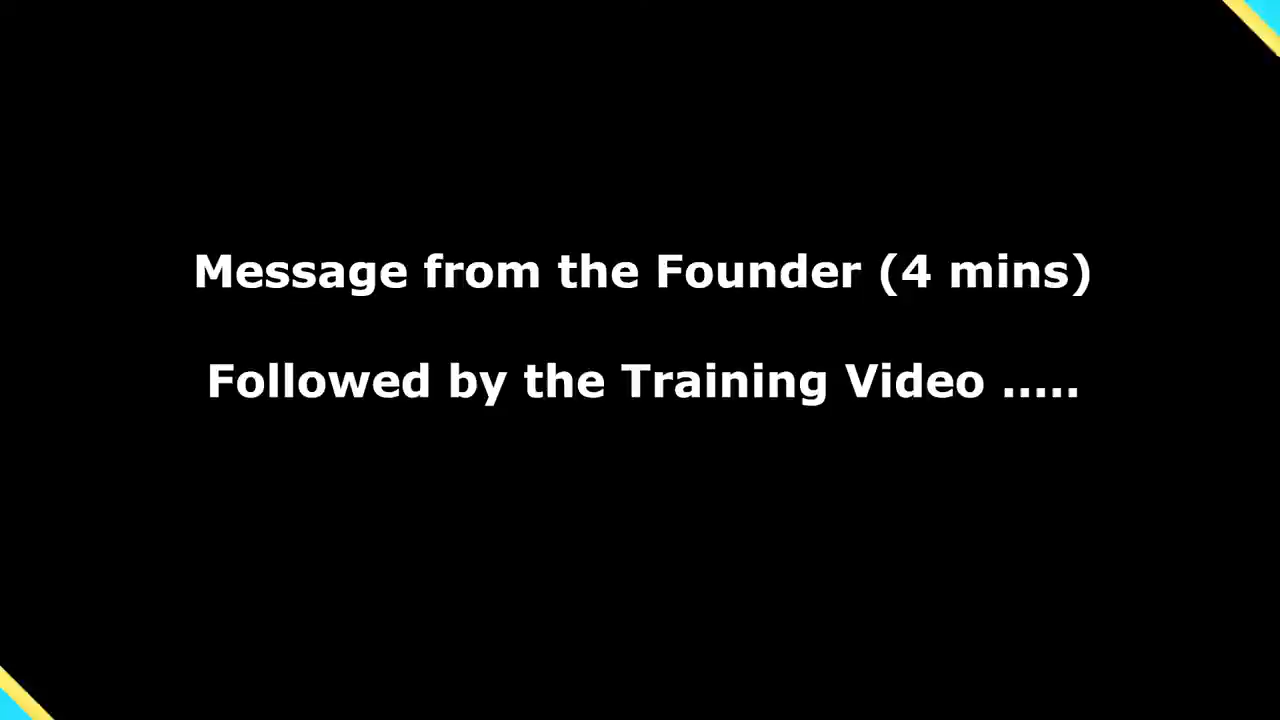 Message from the Founder (4 mins)
Followed by the Training Video .....